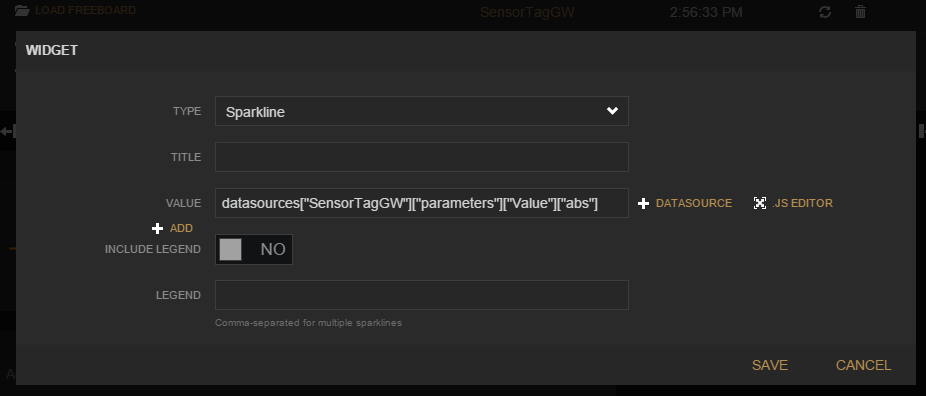 LOAD FREEBOARD SensorTagGW 2:56:33 PM
WIDGET
TYPE Sparkline
TITLE
VALUE datasources["SensorTagGW"]["parameters"]["Value"]["abs"] DATASOURCE .JS EDITOR
ADD
INCLUDE LEGEND NO
LEGEND
Comma-separated for multiple sparklines
SAVE CANCEL